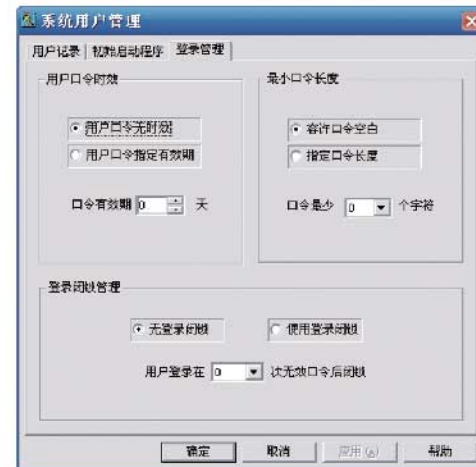 系统用户管理
用户记录 初始启动程序 登录管理
用户口令时效
用户口令无时效
用户口令指定有效期
口令有效期 0 天
最小口令长度
容许口令空白
指定口令长度
口令最少 0 个字符
登录闭锁管理
无登录闭锁
使用登录闭锁
用户登录在 0 次无效口令后闭锁
确定 取消 应用(A) 帮助